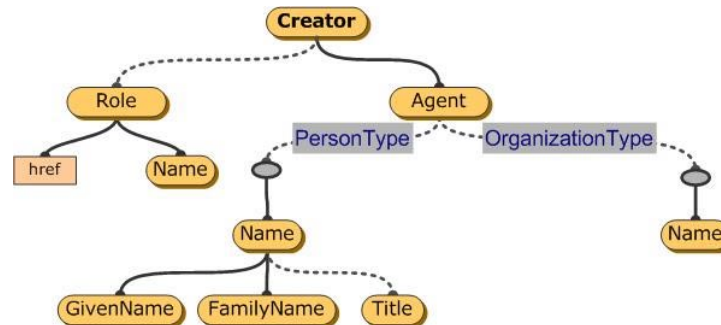 Creator
Role
Agent
PersonType
OrganizationType
href
Name
Name
Name
GivenName
FamilyName
Title